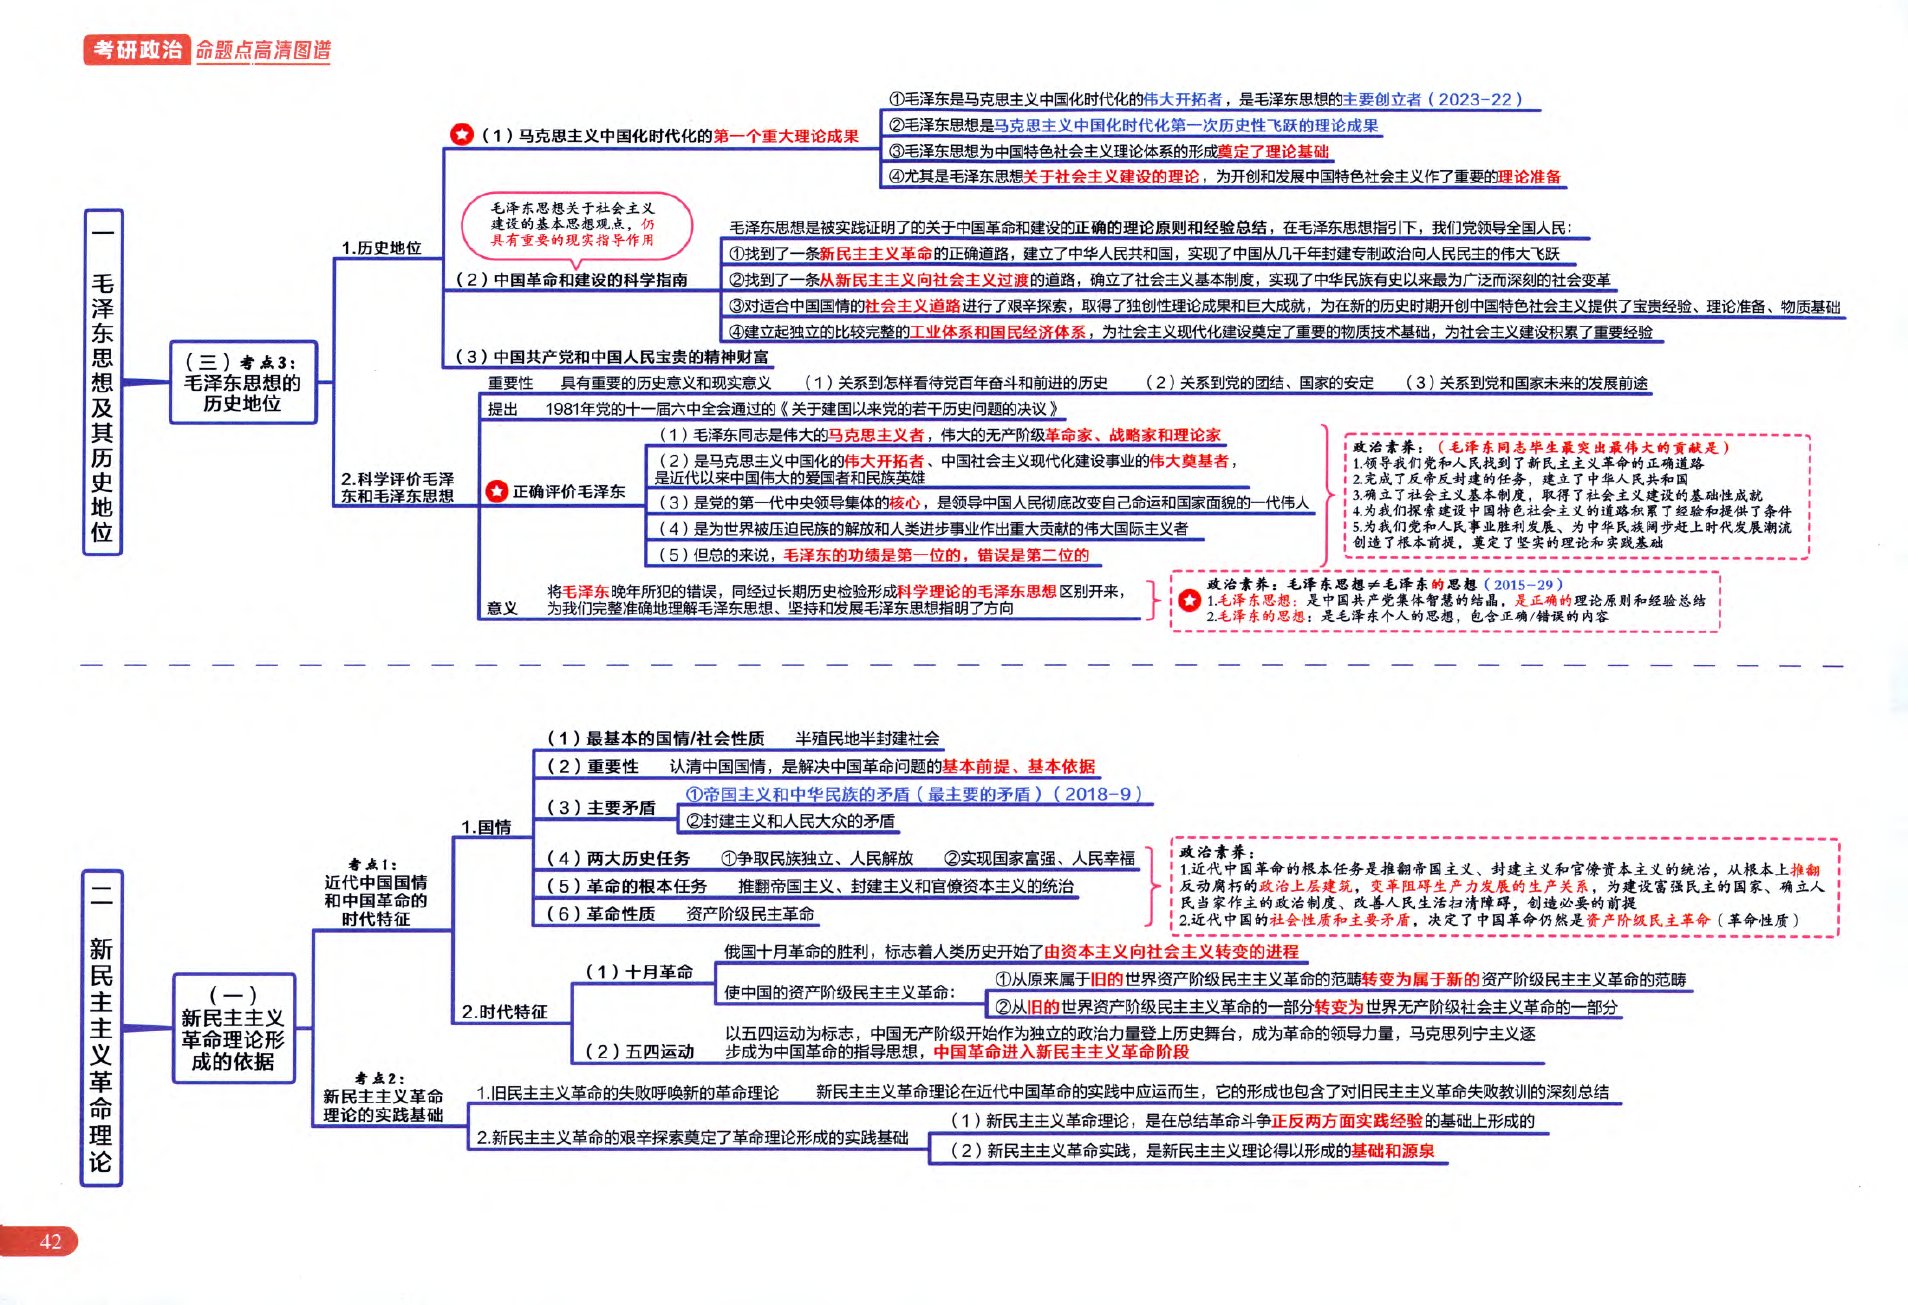 考研政治 命题点高清图谱
一 毛泽东思想及其历史地位
（三）考点3：
毛泽东思想的
历史地位
1.历史地位
（1）马克思主义中国化时代化的第一个重大理论成果
①毛泽东是马克思主义中国化时代化的伟大开拓者，是毛泽东思想的主要创立者（2023-22）
②毛泽东思想是马克思主义中国化时代化第一次历史性飞跃的理论成果
③毛泽东思想为中国特色社会主义理论体系的形成奠定了理论基础
④尤其是毛泽东思想关于社会主义建设的理论，为开创和发展中国特色社会主义作了重要的理论准备
毛泽东思想关于社会主义
建设的基本思想观点，仍
具有重要的现实指导作用
（2）中国革命和建设的科学指南
毛泽东思想是被实践证明了的关于中国革命和建设的正确的理论原则和经验总结，在毛泽东思想指引下，我们党领导全国人民：
①找到了一条新民主主义革命的正确道路，建立了中华人民共和国，实现了中国从几千年封建专制政治向人民民主的伟大飞跃
②找到了一条从新民主主义向社会主义过渡的道路，确立了社会主义基本制度，实现了中华民族有史以来最为广泛而深刻的社会变革
③对适合中国国情的社会主义道路进行了艰辛探索，取得了独创性理论成果和巨大成就，为在新的历史时期开创中国特色社会主义提供了宝贵经验、理论准备、物质基础
④建立起独立的比较完整的工业体系和国民经济体系，为社会主义现代化建设奠定了重要的物质技术基础，为社会主义建设积累了重要经验
（3）中国共产党和中国人民宝贵的精神财富
2.科学评价毛泽
东和毛泽东思想
重要性 具有重要的历史意义和现实意义 （1）关系到怎样看待党百年奋斗和前进的历史 （2）关系到党的团结、国家的安定 （3）关系到党和国家未来的发展前途
提出 1981年党的十一届六中全会通过的《关于建国以来党的若干历史问题的决议》
正确评价毛泽东
（1）毛泽东同志是伟大的马克思主义者，伟大的无产阶级革命家、战略家和理论家
（2）是马克思主义中国化的伟大开拓者、中国社会主义现代化建设事业的伟大奠基者，
是近代以来中国伟大的爱国者和民族英雄
（3）是党的第一代中央领导集体的核心，是领导中国人民彻底改变自己命运和国家面貌的一代伟人
（4）是为世界被压迫民族的解放和人类进步事业作出重大贡献的伟大国际主义者
（5）但总的来说，毛泽东的功绩是第一位的，错误是第二位的
政治素养：（毛泽东同志毕生最突出最伟大的贡献是）
1.领导我们党和人民找到了新民主主义革命的正确道路
2.完成了反帝反封建的任务，建立了中华人民共和国
3.确立了社会主义基本制度，取得了社会主义建设的基础性成就
4.为我们探索建设中国特色社会主义的道路积累了经验和提供了条件
5.为我们党和人民事业胜利发展、为中华民族阔步赶上时代发展潮流
创造了根本前提，奠定了坚实的理论和实践基础
意义
将毛泽东晚年所犯的错误，同经过长期历史检验形成科学理论的毛泽东思想区别开来，
为我们完整准确地理解毛泽东思想、坚持和发展毛泽东思想指明了方向
政治素养：毛泽东思想≠毛泽东的思想（2015-29）
1.毛泽东思想：是中国共产党集体智慧的结晶，是正确的理论原则和经验总结
2.毛泽东的思想：是毛泽东个人的思想，包含正确/错误的内容
二 新民主主义革命理论
（一）
新民主主义
革命理论形
成的依据
考点1：
近代中国国情
和中国革命的
时代特征
1.国情
（1）最基本的国情/社会性质 半殖民地半封建社会
（2）重要性 认清中国国情，是解决中国革命问题的基本前提、基本依据
（3）主要矛盾
①帝国主义和中华民族的矛盾（最主要的矛盾）（2018-9）
②封建主义和人民大众的矛盾
（4）两大历史任务 ①争取民族独立、人民解放 ②实现国家富强、人民幸福
（5）革命的根本任务 推翻帝国主义、封建主义和官僚资本主义的统治
（6）革命性质 资产阶级民主革命
政治素养：
1.近代中国革命的根本任务是推翻帝国主义、封建主义和官僚资本主义的统治，从根本上推翻
反动腐朽的政治上层建筑，变革阻碍生产力发展的生产关系，为建设富强民主的国家、确立人
民当家作主的政治制度、改善人民生活扫清障碍，创造必要的前提
2.近代中国的社会性质和主要矛盾，决定了中国革命仍然是资产阶级民主革命（革命性质）
2.时代特征
（1）十月革命
俄国十月革命的胜利，标志着人类历史开始了由资本主义向社会主义转变的进程
使中国的资产阶级民主主义革命：
①从原来属于旧的世界资产阶级民主主义革命的范畴转变为属于新的资产阶级民主主义革命的范畴
②从旧的世界资产阶级民主主义革命的一部分转变为世界无产阶级社会主义革命的一部分
（2）五四运动
以五四运动为标志，中国无产阶级开始作为独立的政治力量登上历史舞台，成为革命的领导力量，马克思列宁主义逐
步成为中国革命的指导思想，中国革命进入新民主主义革命阶段
考点2：
新民主主义革命
理论的实践基础
1.旧民主主义革命的失败呼唤新的革命理论 新民主主义革命理论在近代中国革命的实践中应运而生，它的形成也包含了对旧民主主义革命失败教训的深刻总结
2.新民主主义革命的艰辛探索奠定了革命理论形成的实践基础
（1）新民主主义革命理论，是在总结革命斗争正反两方面实践经验的基础上形成的
（2）新民主主义革命实践，是新民主主义理论得以形成的基础和源泉
42